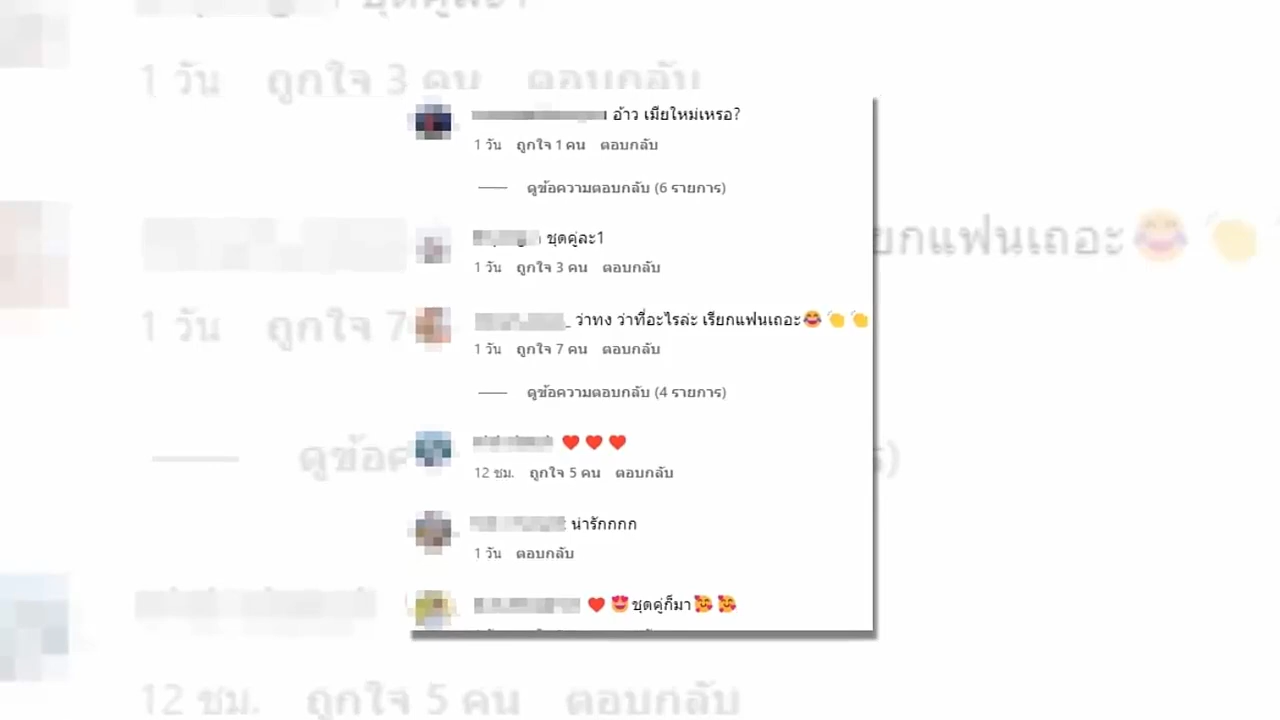 อ้าว เมียใหม่เหรอ?
1 วัน ถูกใจ 1 คน ตอบกลับ
ดูข้อความตอบกลับ (6 รายการ)
ชุดคู่ละ1
1 วัน ถูกใจ 3 คน ตอบกลับ
ว่าทง ว่าที่อะไรล่ะ เรียกแฟนเถอะ😂👏👏
1 วัน ถูกใจ 7 คน ตอบกลับ
ดูข้อความตอบกลับ (4 รายการ)
❤️❤️❤️
12 ชม. ถูกใจ 5 คน ตอบกลับ
น่ารักกกก
1 วัน ตอบกลับ
❤️😍ชุดคู่ก็มา🥰🥰